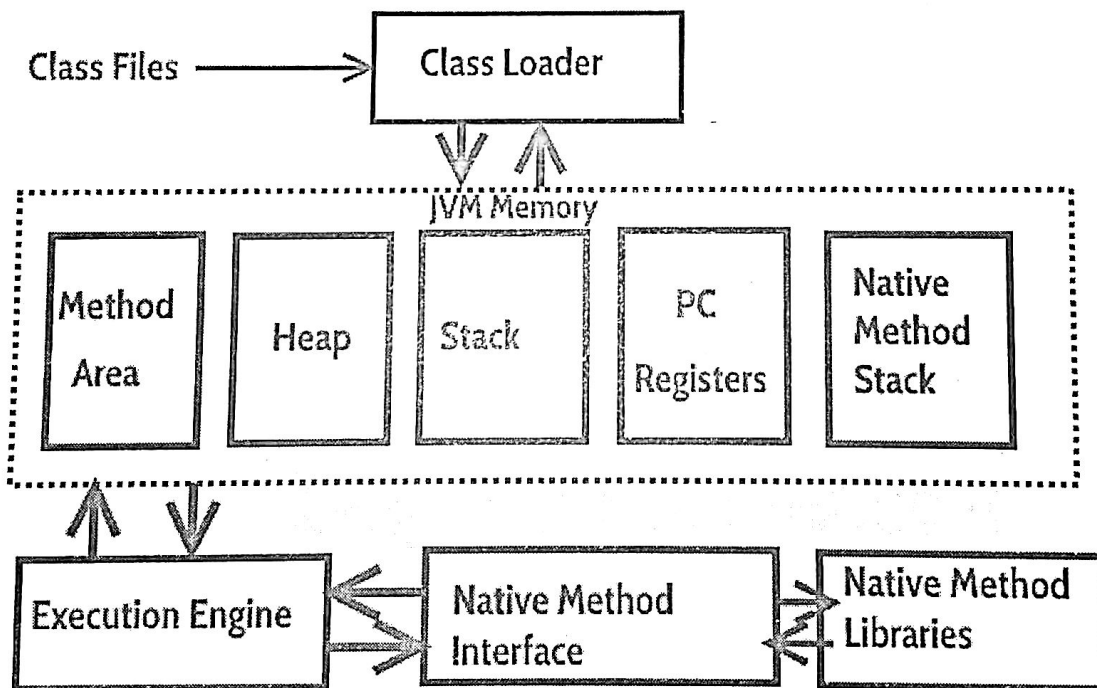 Class Files
Class Loader
JVM Memory
Method
Area
Heap
Stack
PC
Registers
Native
Method
Stack
Execution Engine
Native Method
Interface
Native Method
Libraries